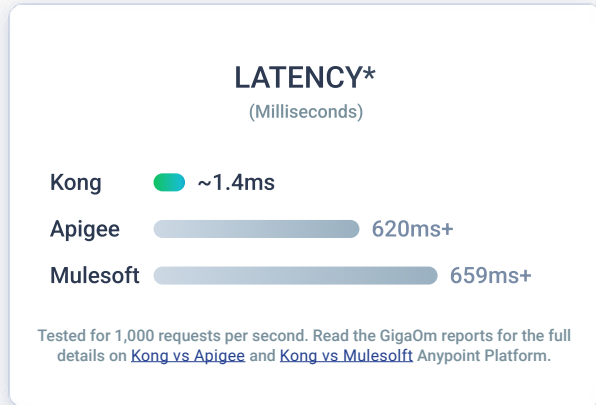 LATENCY*
(Milliseconds)
Kong ~1.4ms
Apigee 620ms+
Mulesoft 659ms+
Tested for 1,000 requests per second. Read the GigaOm reports for the full
details on Kong vs Apigee and Kong vs Mulesolft Anypoint Platform.